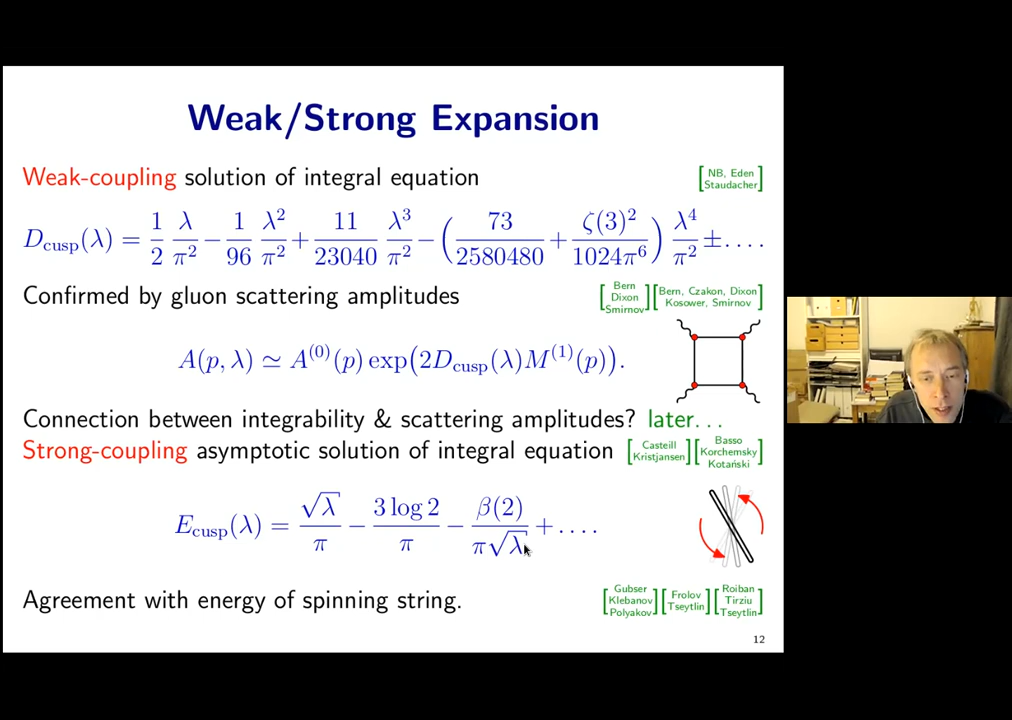 Weak/Strong Expansion
Weak-coupling solution of integral equation [NB, Eden Staudacher]
D_cusp(λ) = 1/2 λ/π² − 1/96 λ²/π² + 11/23040 λ³/π² − (73/2580480 + ζ(3)²/1024π⁶) λ⁴/π² ± ....
Confirmed by gluon scattering amplitudes [Bern Dixon Smirnov][Bern, Czakon, Dixon Kosower, Smirnov]
A(p, λ) ≃ A⁽⁰⁾(p) exp(2D_cusp(λ)M⁽¹⁾(p)).
Connection between integrability & scattering amplitudes? later...
Strong-coupling asymptotic solution of integral equation [Casteill Kristjansen][Basso Korchemsky Kotański]
E_cusp(λ) = √λ/π − 3 log 2/π − β(2)/π√λ + ....
Agreement with energy of spinning string. [Gubser Klebanov Polyakov][Frolov Tseytlin][Roiban Tirziu Tseytlin]
12